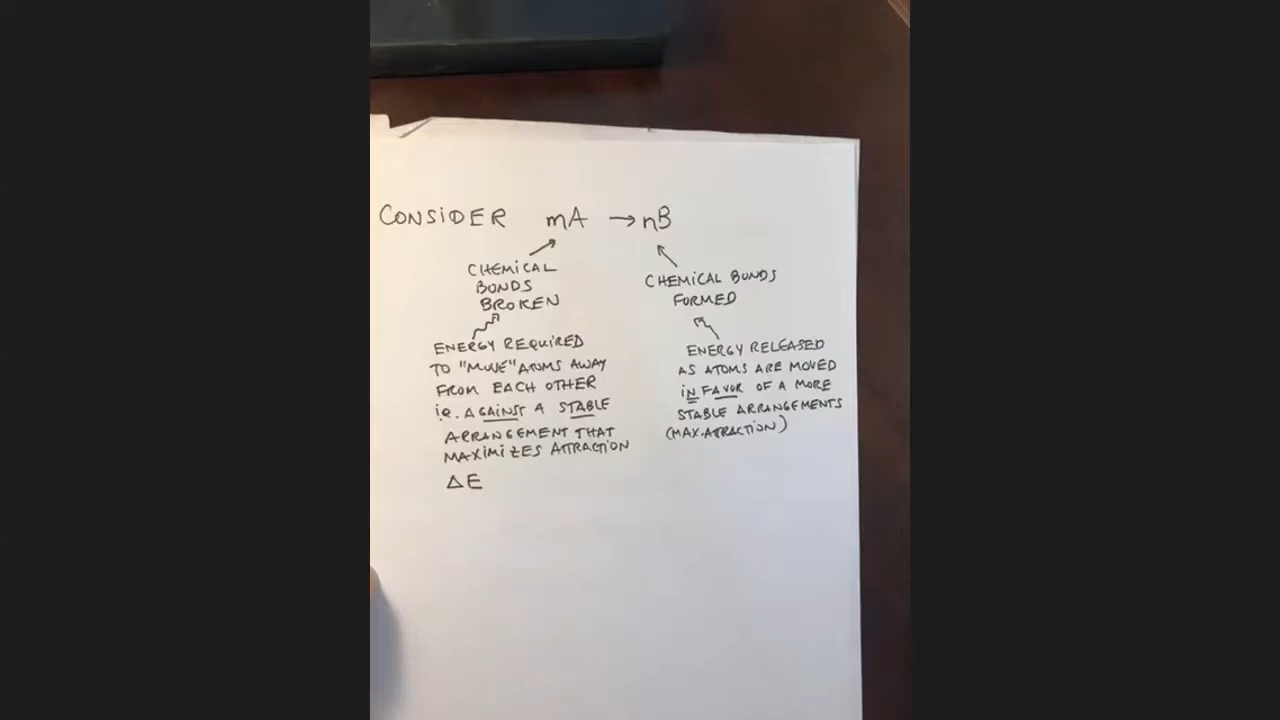 CONSIDER mA → nB
CHEMICAL
BONDS
BROKEN
ENERGY REQUIRED
TO "MOVE" ATOMS AWAY
FROM EACH OTHER
i.e. AGAINST A STABLE
ARRANGEMENT THAT
MAXIMIZES ATTRACTION
ΔE
CHEMICAL BONDS
FORMED
ENERGY RELEASED
AS ATOMS ARE MOVED
IN FAVOR OF A MORE
STABLE ARRANGEMENTS
(MAX. ATTRACTION)